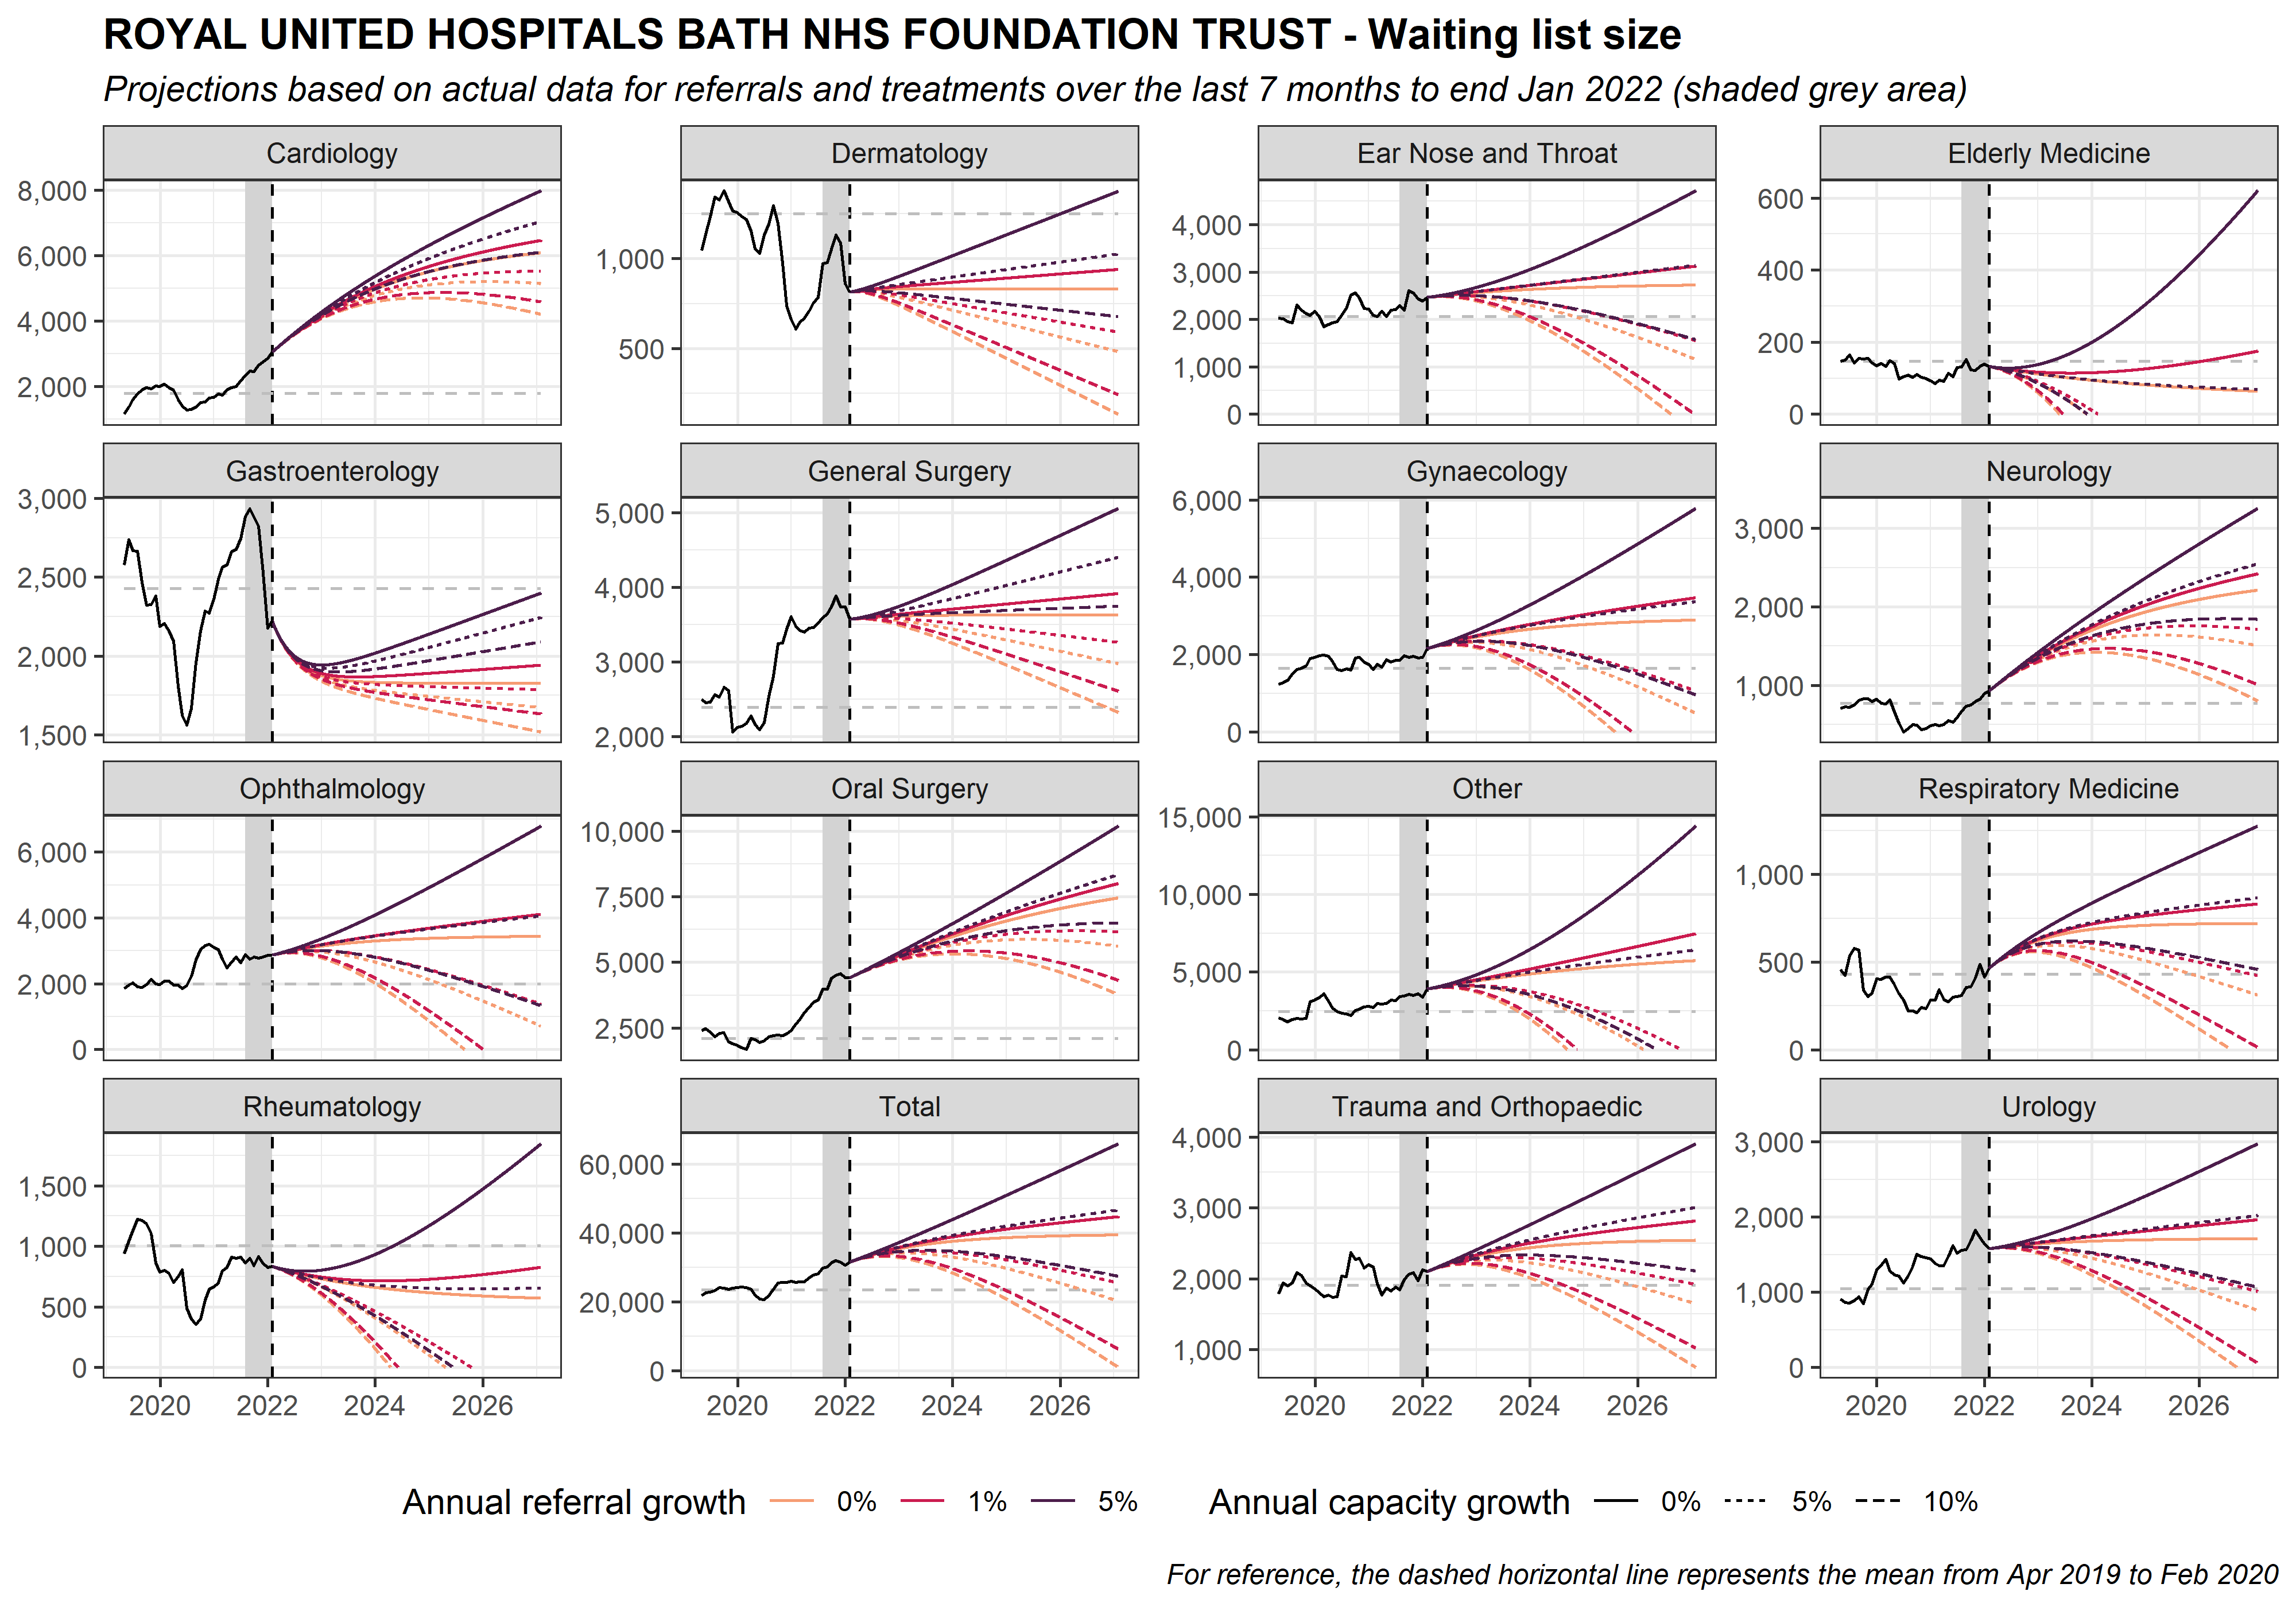 ROYAL UNITED HOSPITALS BATH NHS FOUNDATION TRUST - Waiting list size
Projections based on actual data for referrals and treatments over the last 7 months to end Jan 2022 (shaded grey area)
Cardiology
8,000
6,000
4,000
2,000
Dermatology
1,000
500
Ear Nose and Throat
4,000
3,000
2,000
1,000
0
Elderly Medicine
600
400
200
0
Gastroenterology
3,000
2,500
2,000
1,500
General Surgery
5,000
4,000
3,000
2,000
Gynaecology
6,000
4,000
2,000
0
Neurology
3,000
2,000
1,000
Ophthalmology
6,000
4,000
2,000
0
Oral Surgery
10,000
7,500
5,000
2,500
Other
15,000
10,000
5,000
0
Respiratory Medicine
1,000
500
0
Rheumatology
1,500
1,000
500
0
2020 2022 2024 2026
Total
60,000
40,000
20,000
0
2020 2022 2024 2026
Trauma and Orthopaedic
4,000
3,000
2,000
1,000
2020 2022 2024 2026
Urology
3,000
2,000
1,000
0
2020 2022 2024 2026
Annual referral growth 0% 1% 5% Annual capacity growth 0% 5% 10%
For reference, the dashed horizontal line represents the mean from Apr 2019 to Feb 2020